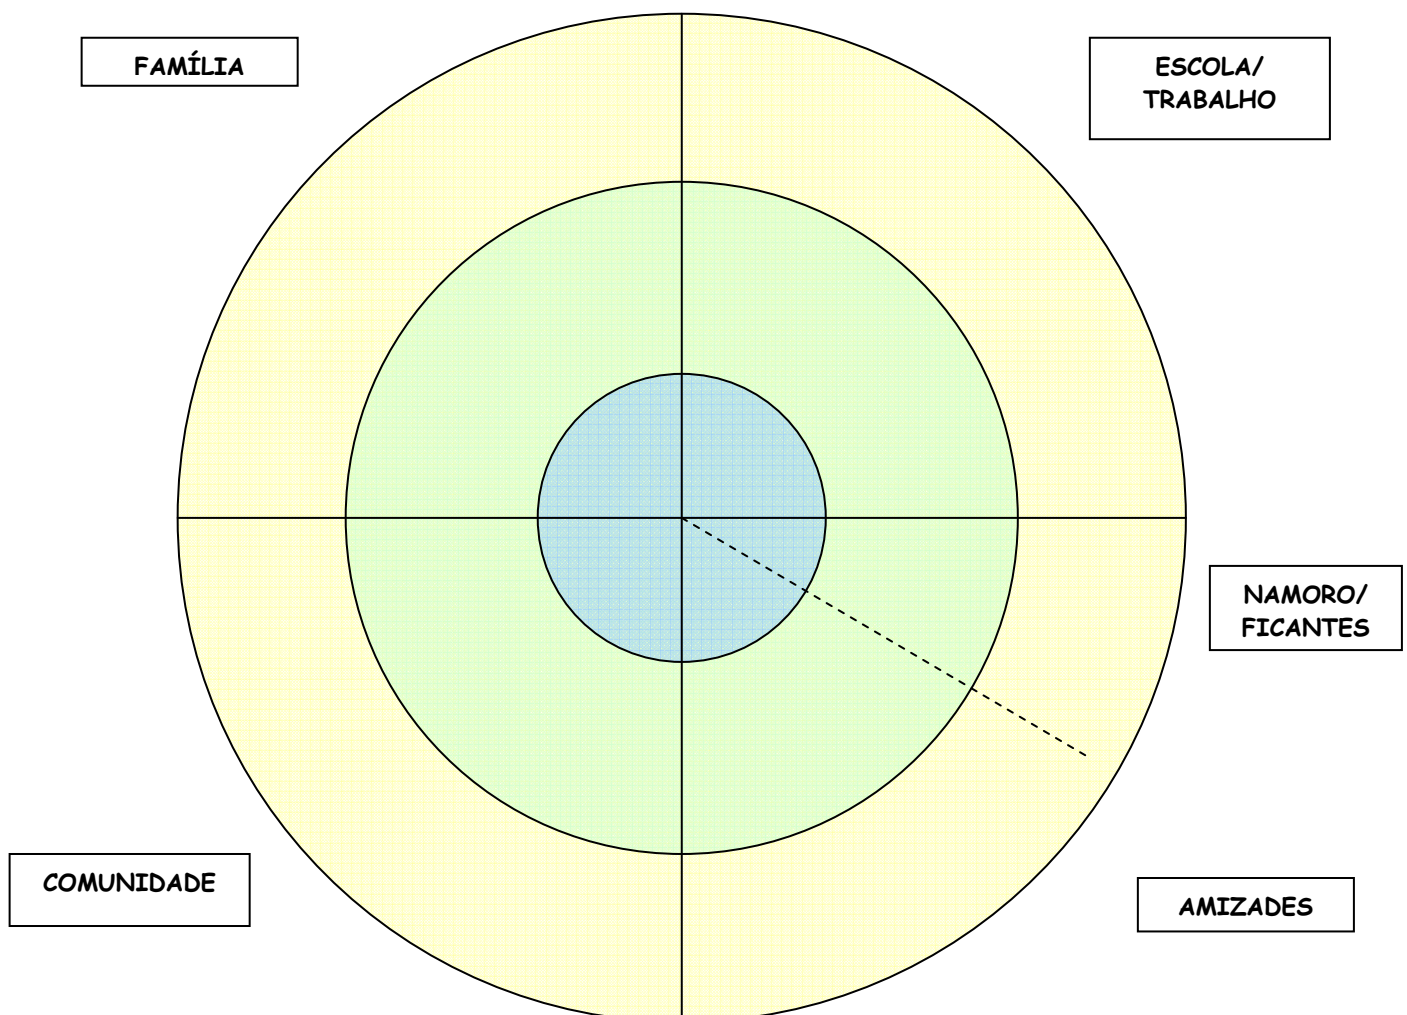 FAMÍLIA
ESCOLA/
TRABALHO
NAMORO/
FICANTES
COMUNIDADE
AMIZADES